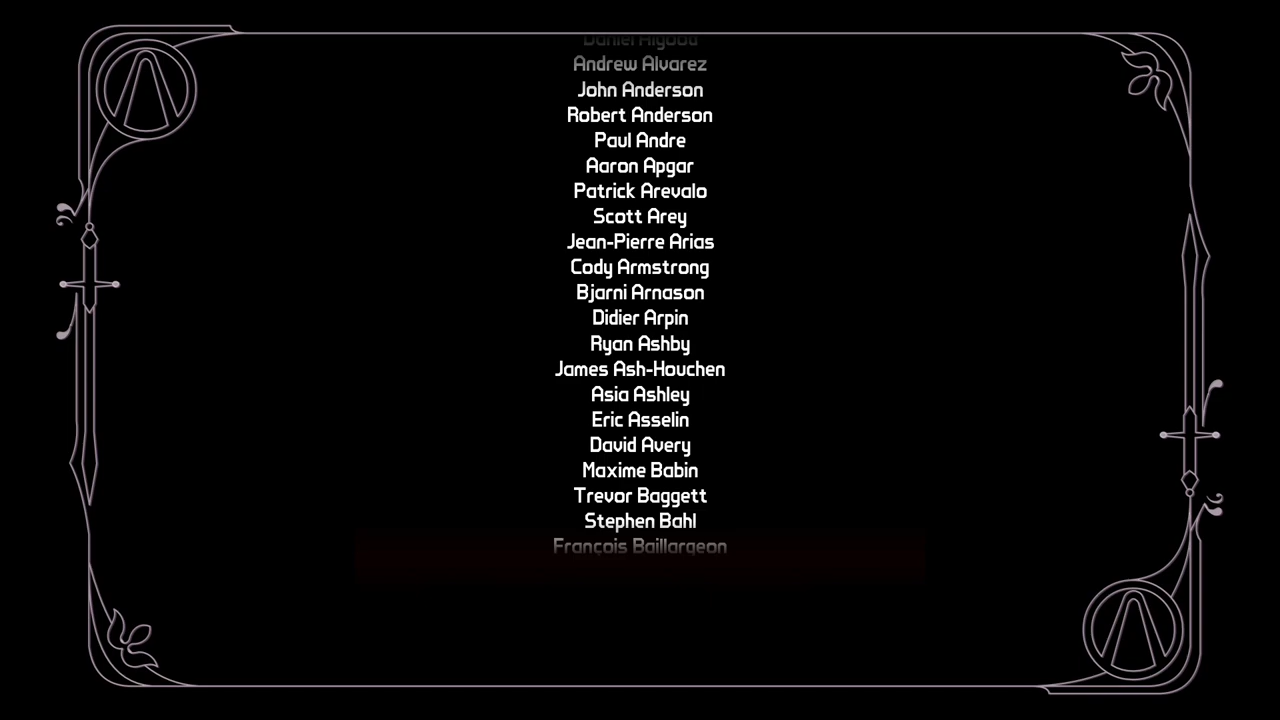 Andrew Alvarez
John Anderson
Robert Anderson
Paul Andre
Aaron Apgar
Patrick Arevalo
Scott Arey
Jean-Pierre Arias
Cody Armstrong
Bjarni Arnason
Didier Arpin
Ryan Ashby
James Ash-Houchen
Asia Ashley
Eric Asselin
David Avery
Maxime Babin
Trevor Baggett
Stephen Bahl
François Baillargeon